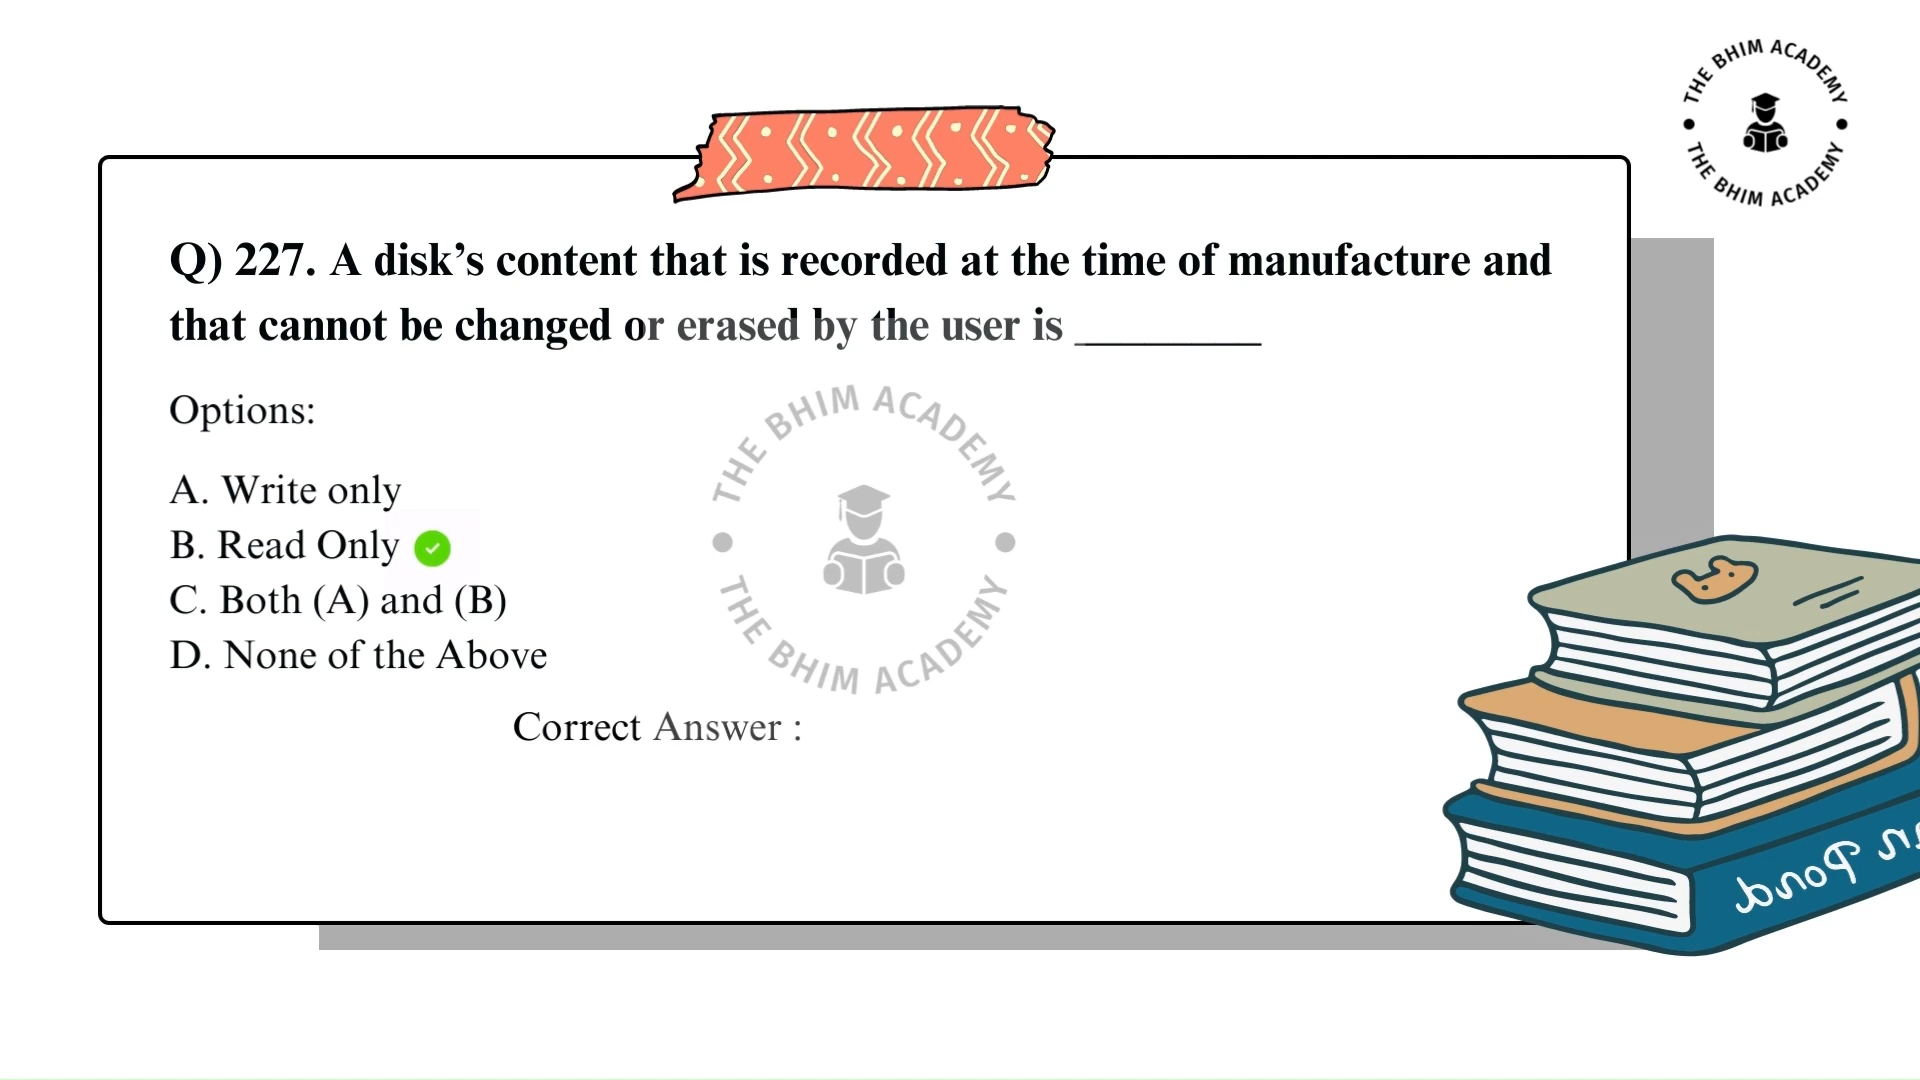 THE BHIM ACADEMY
THE BHIM ACADEMY
Q) 227. A disk’s content that is recorded at the time of manufacture and
that cannot be changed or erased by the user is ________
Options:
A. Write only
B. Read Only
C. Both (A) and (B)
D. None of the Above
THE BHIM ACADEMY
THE BHIM ACADEMY
Correct Answer :
Pond